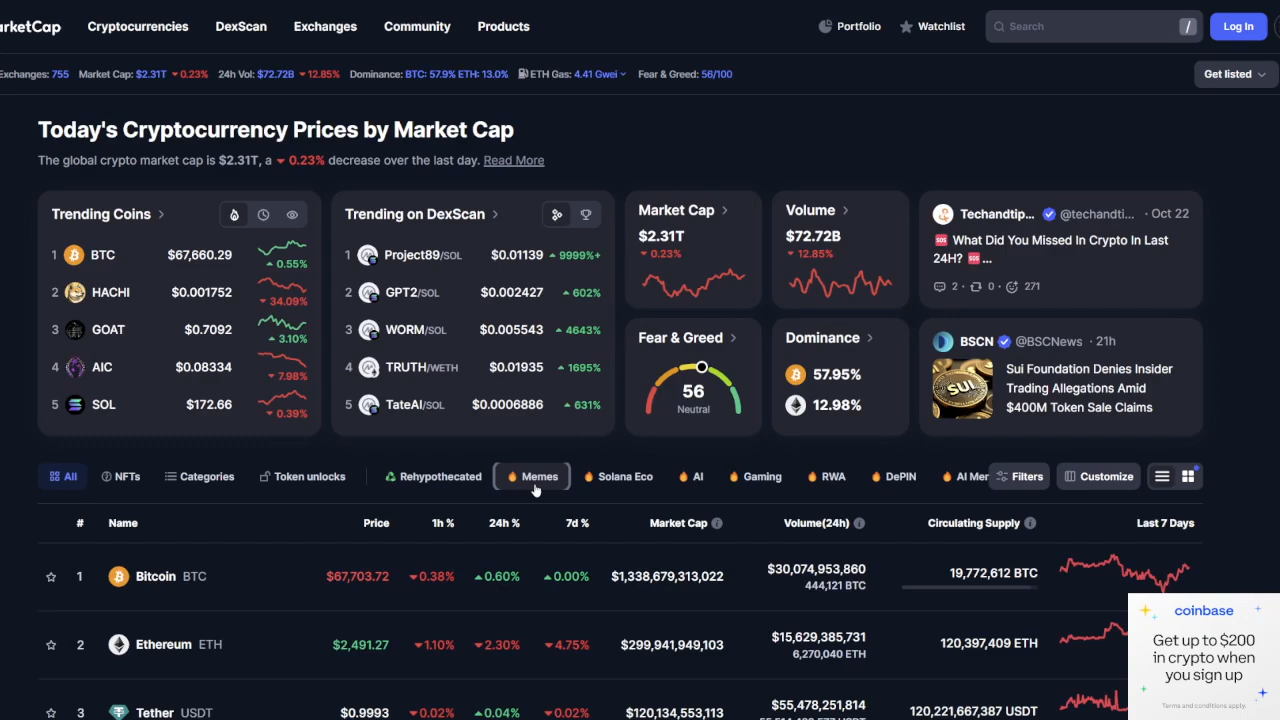 arketCap Cryptocurrencies DexScan Exchanges Community Products Portfolio Watchlist Search / Log In
Exchanges: 755 Market Cap: $2.31T 0.23% 24h Vol: $72.72B 12.85% Dominance: BTC: 57.9% ETH: 13.0% ETH Gas: 4.41 Gwei Fear & Greed: 56/100 Get listed
Today's Cryptocurrency Prices by Market Cap
The global crypto market cap is $2.31T, a 0.23% decrease over the last day. Read More
Trending Coins
1 BTC $67,660.29 0.55%
2 HACHI $0.001752 34.09%
3 GOAT $0.7092 3.10%
4 AIC $0.08334 7.98%
5 SOL $172.66 0.39%
Trending on DexScan
1 Project89/SOL $0.01139 9999%+
2 GPT2/SOL $0.002427 602%
3 WORM/SOL $0.005543 4643%
4 TRUTH/WETH $0.01935 1695%
5 TateAI/SOL $0.0006886 631%
Market Cap
$2.31T
0.23%
Volume
$72.72B
12.85%
Fear & Greed
56
Neutral
Dominance
57.95%
12.98%
Techandtip... @techandti... · Oct 22
SOS What Did You Missed In Crypto In Last
24H? SOS ...
2 · 0 · 271
BSCN @BSCNews · 21h
Sui Foundation Denies Insider
Trading Allegations Amid
$400M Token Sale Claims
SUI
All NFTs Categories Token unlocks Rehypothecated Memes Solana Eco AI Gaming RWA DePIN AI Mer Filters Customize
# Name Price 1h % 24h % 7d % Market Cap Volume(24h) Circulating Supply Last 7 Days
1 Bitcoin BTC $67,703.72 0.38% 0.60% 0.00% $1,338,679,313,022 $30,074,953,860 19,772,612 BTC
444,121 BTC
2 Ethereum ETH $2,491.27 1.10% 2.30% 4.75% $299,941,949,103 $15,629,385,731 120,397,409 ETH
6,270,040 ETH
3 Tether USDT $0.9993 0.02% 0.04% 0.02% $120,134,553,113 $55,478,251,814 120,221,667,387 USDT
coinbase
Get up to $200
in crypto when
you sign up
Terms and conditions apply.